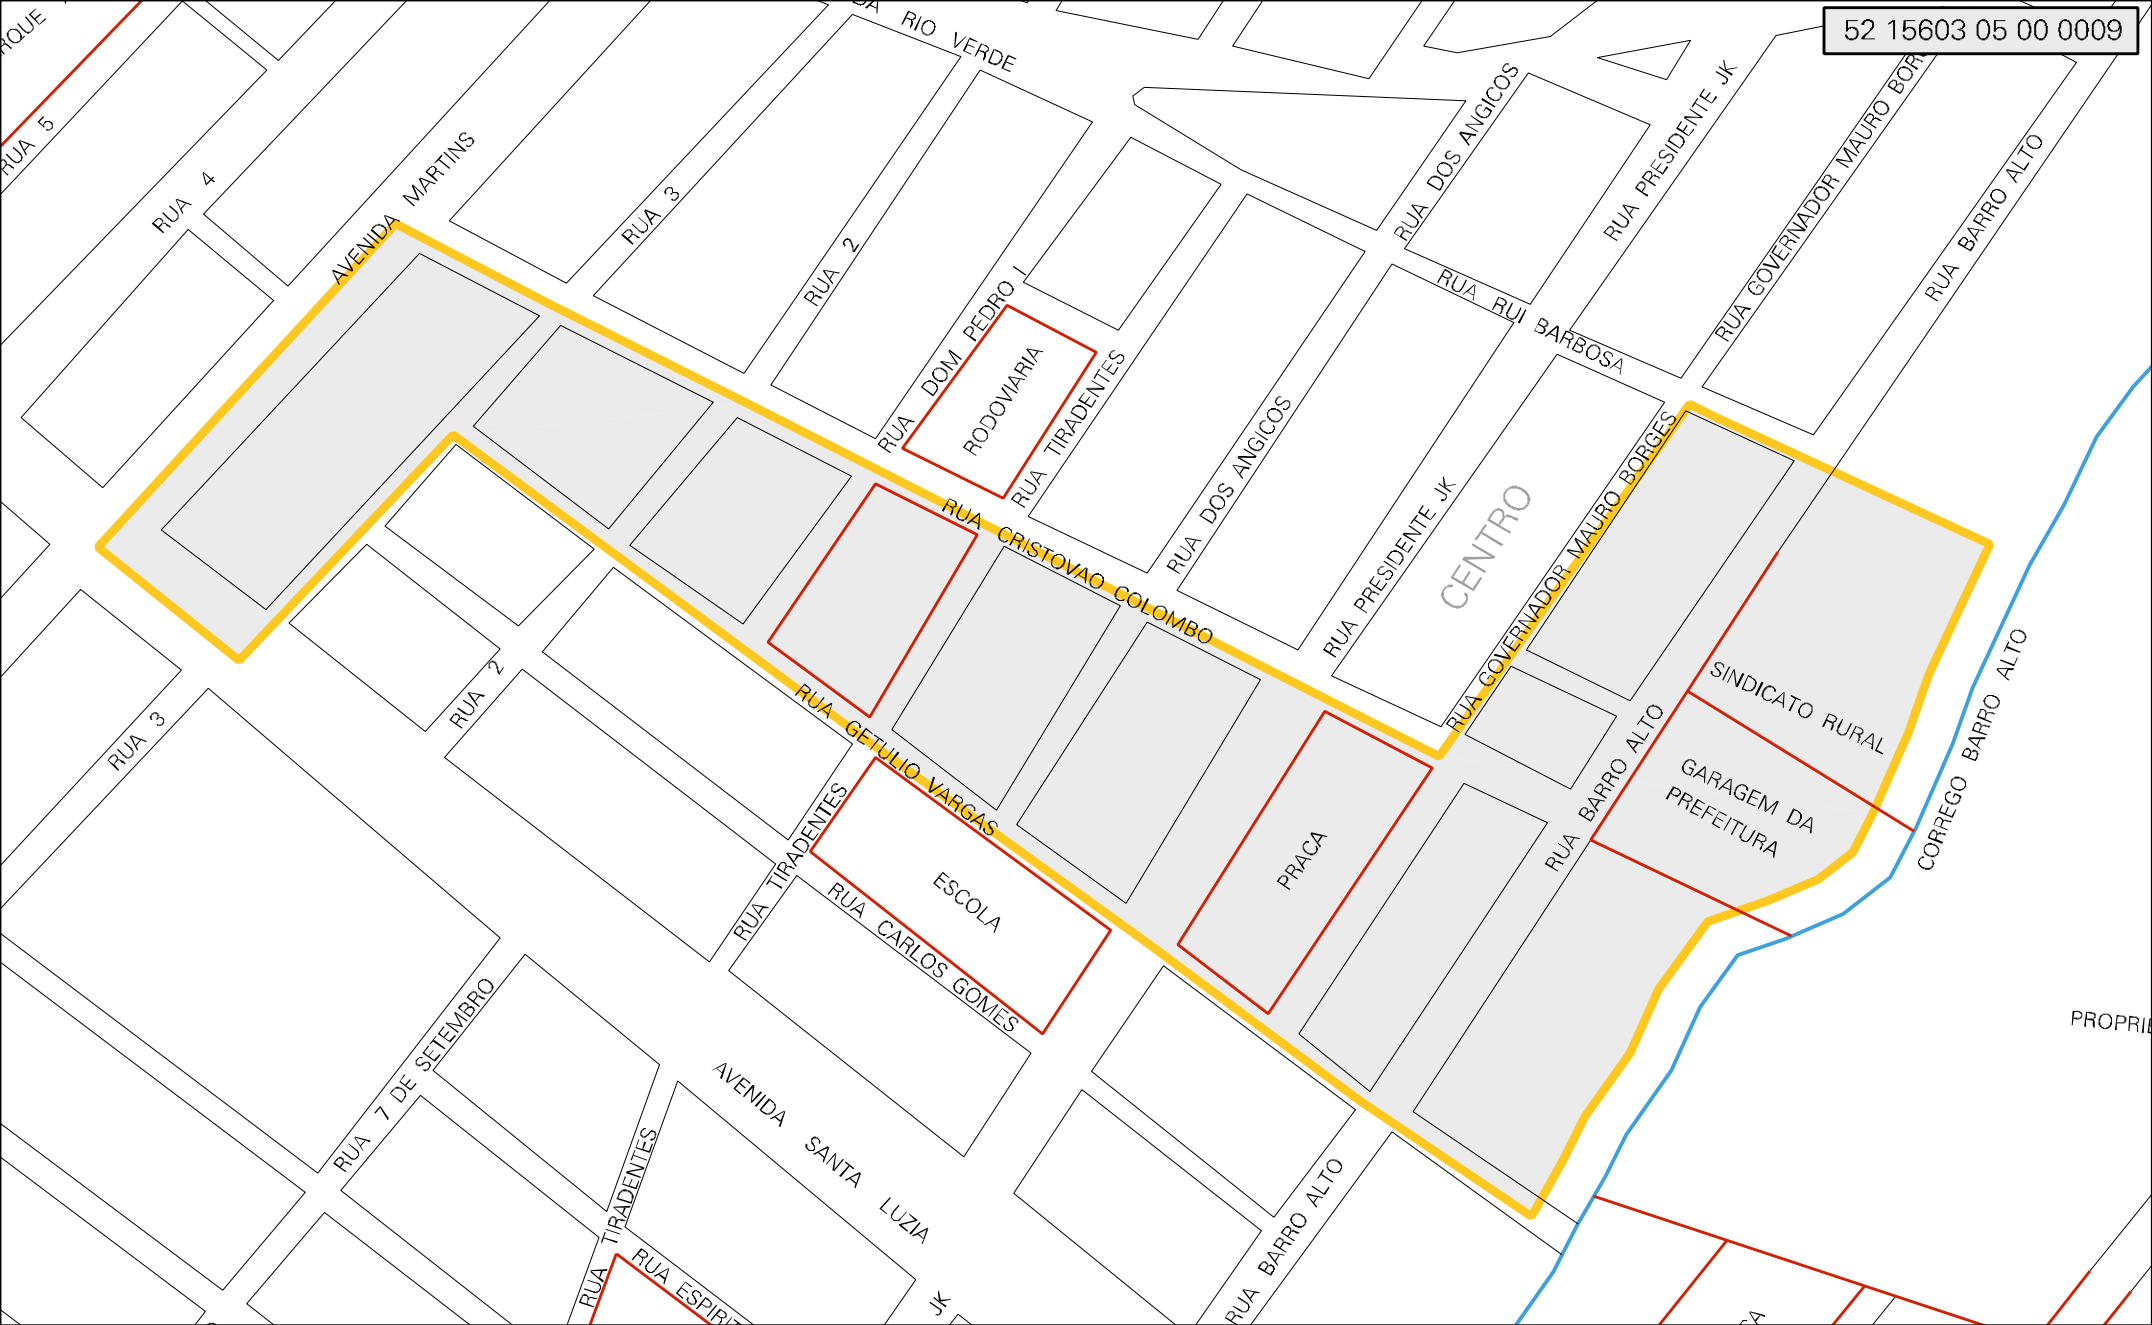 52 15603 05 00 0009
RIO VERDE
RUA 5
RUA 4
AVENIDA MARTINS
RUA 3
RUA 2
RUA DOM PEDRO I
RODOVIARIA
RUA TIRADENTES
RUA DOS ANGICOS
RUA DOS ANGICOS
RUA PRESIDENTE JK
RUA GOVERNADOR MAURO BOR
RUA BARRO ALTO
RUA RUI BARBOSA
RUA PRESIDENTE JK
CENTRO
RUA GOVERNADOR MAURO BORGES
RUA CRISTOVAO COLOMBO
SINDICATO RURAL
GARAGEM DA
PREFEITURA
RUA BARRO ALTO
CORREGO BARRO ALTO
PRACA
RUA GETULIO VARGAS
RUA 2
RUA 3
RUA TIRADENTES
ESCOLA
RUA CARLOS GOMES
RUA 7 DE SETEMBRO
AVENIDA SANTA LUZIA
RUA TIRADENTES
RUA ESPIRIT
JK
RUA BARRO ALTO
PROPRIE